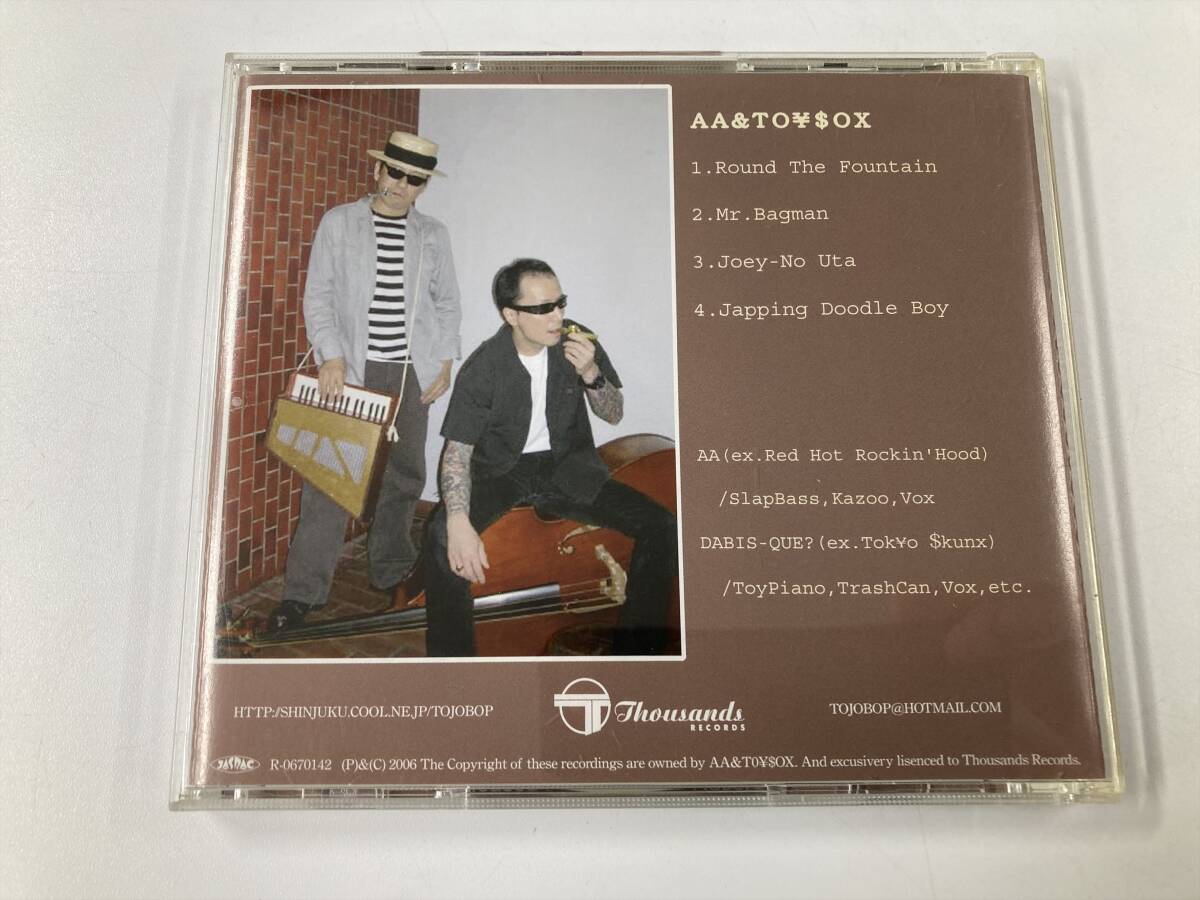 AA&TO¥$OX
1.Round The Fountain
2.Mr.Bagman
3.Joey-No Uta
4.Japping Doodle Boy
AA(ex.Red Hot Rockin'Hood)
/SlapBass,Kazoo,Vox
DABIS-QUE?(ex.Tok¥o $kunx)
/ToyPiano,TrashCan,Vox,etc.
HTTP://SHINJUKU.COOL.NE.JP/TOJOBOP
T Thousands
RECORDS
TOJOBOP@HOTMAIL.COM
JASRAC R-0670142 (P)&(C) 2006 The Copyright of these recordings are owned by AA&TO¥$OX. And excusivery lisenced to Thousands Records.